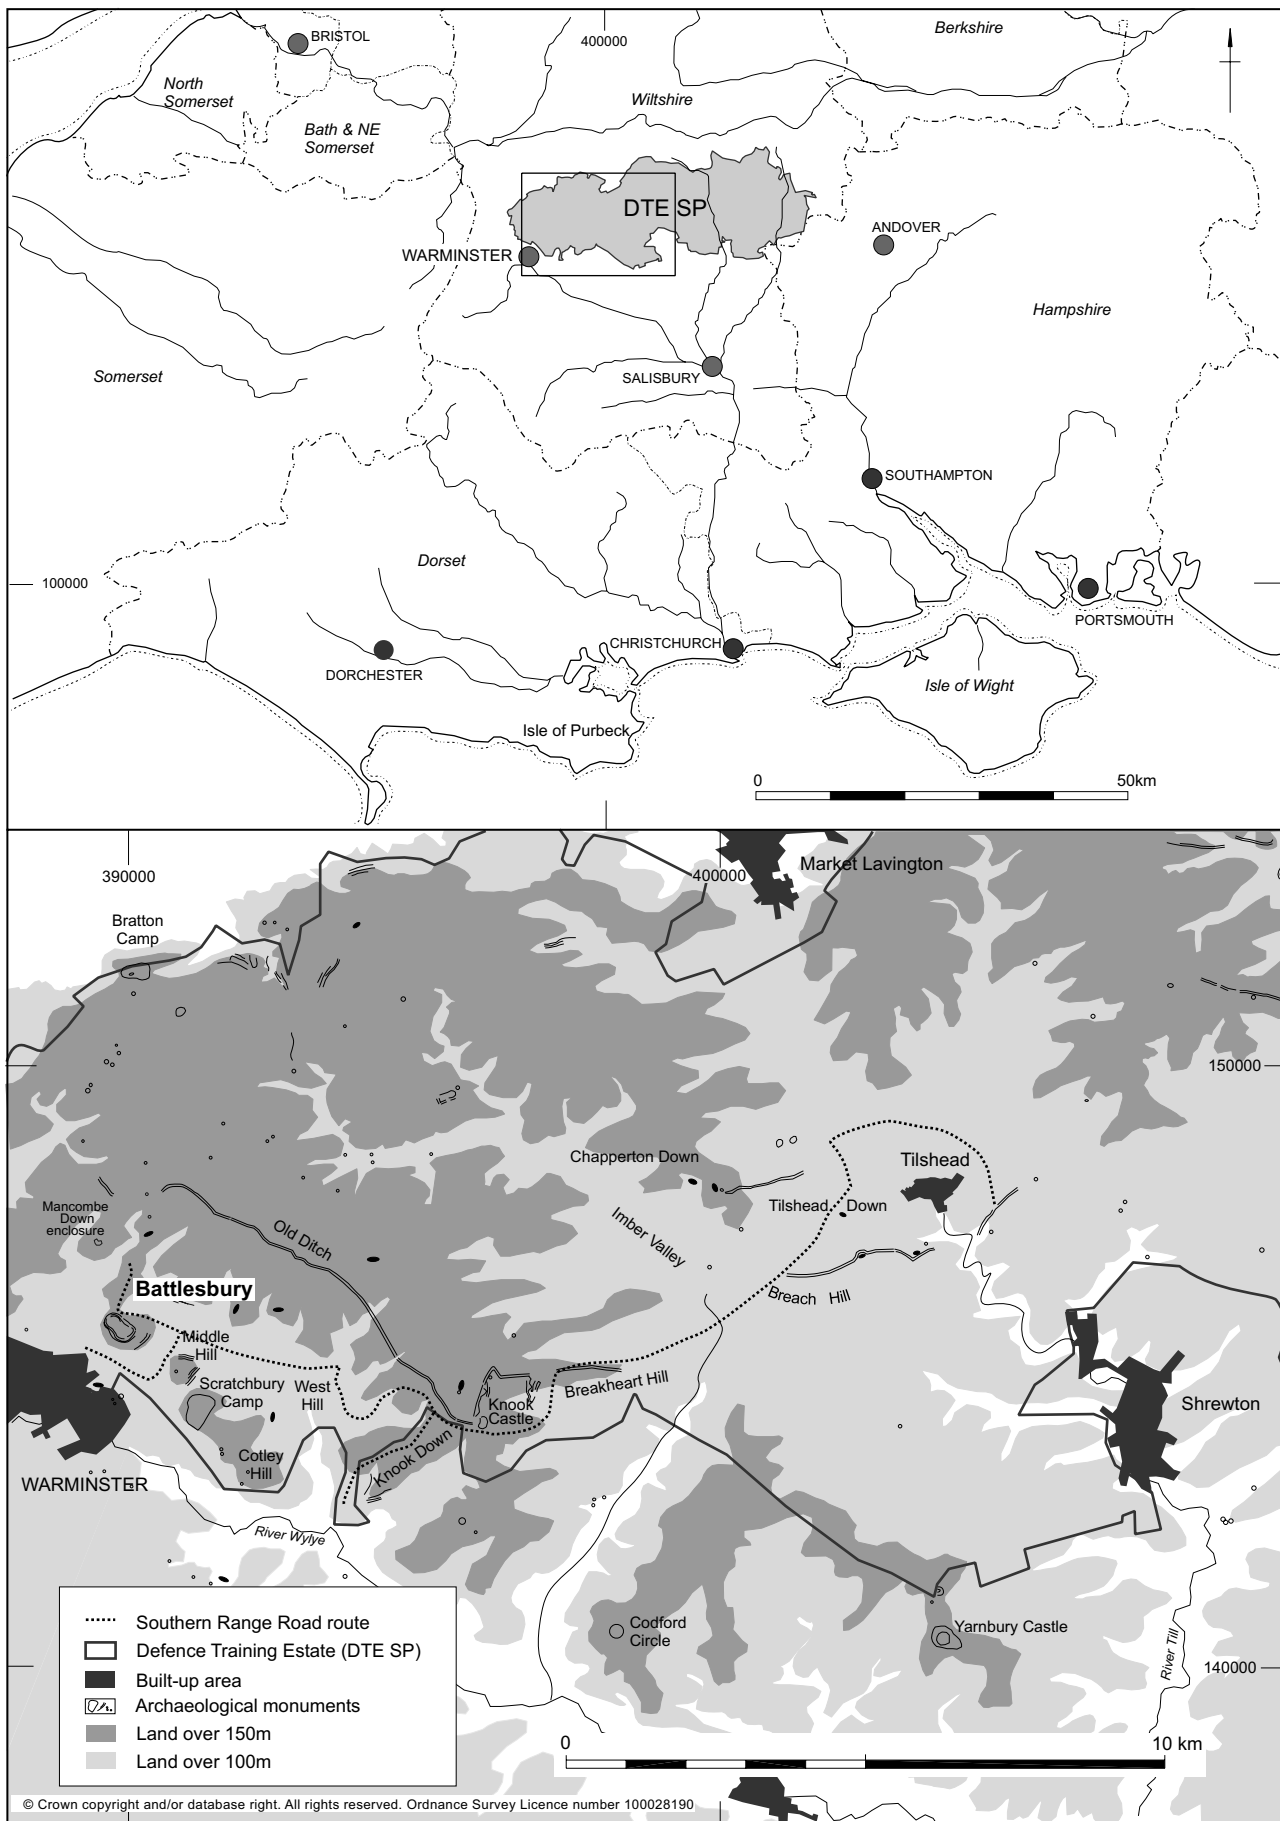 BRISTOL
400000
Berkshire
North
Somerset
Wiltshire
Bath & NE
Somerset
DTE SP
ANDOVER
WARMINSTER
Hampshire
Somerset
SALISBURY
SOUTHAMPTON
Dorset
100000
PORTSMOUTH
CHRISTCHURCH
DORCHESTER
Isle of Wight
Isle of Purbeck
0
50km
390000
400000
Market Lavington
Bratton
Camp
150000
Chapperton Down
Tilshead
Mancombe
Down
enclosure
Tilshead Down
Old Ditch
Imber Valley
Battlesbury
Breach Hill
Middle
Hill
Scratchbury
Camp
West
Hill
Breakheart Hill
Knook
Castle
Shrewton
Knook Down
Cotley
Hill
WARMINSTER
River Wylye
Codford
Circle
Yarnbury Castle
River Till
140000
Southern Range Road route
Defence Training Estate (DTE SP)
Built-up area
Archaeological monuments
Land over 150m
Land over 100m
0
10 km
© Crown copyright and/or database right. All rights reserved. Ordnance Survey Licence number 100028190